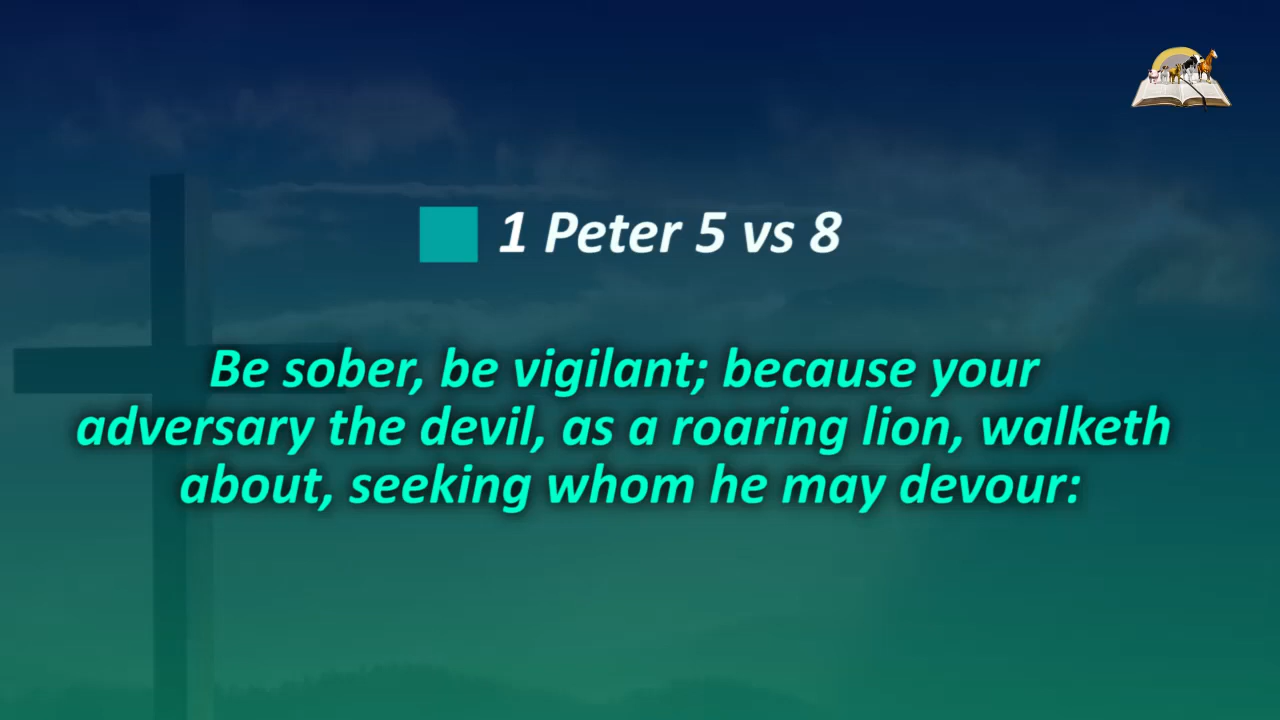 1 Peter 5 vs 8
Be sober, be vigilant; because your
adversary the devil, as a roaring lion, walketh
about, seeking whom he may devour: